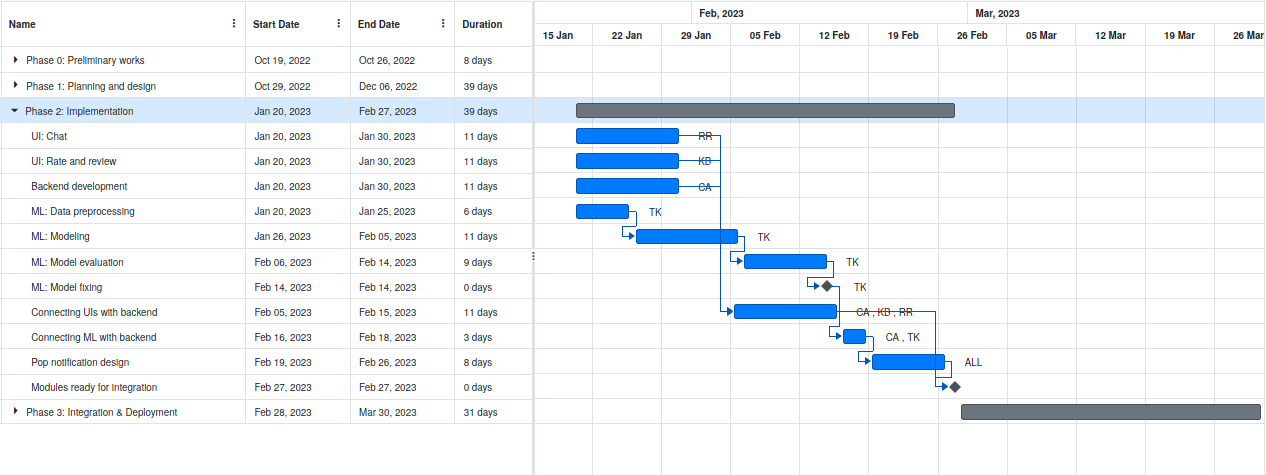 Name Start Date End Date Duration Feb, 2023 Mar, 2023
15 Jan 22 Jan 29 Jan 05 Feb 12 Feb 19 Feb 26 Feb 05 Mar 12 Mar 19 Mar 26 Mar
Phase 0: Preliminary works Oct 19, 2022 Oct 26, 2022 8 days
Phase 1: Planning and design Oct 29, 2022 Dec 06, 2022 39 days
Phase 2: Implementation Jan 20, 2023 Feb 27, 2023 39 days
UI: Chat Jan 20, 2023 Jan 30, 2023 11 days RR
UI: Rate and review Jan 20, 2023 Jan 30, 2023 11 days KB
Backend development Jan 20, 2023 Jan 30, 2023 11 days CA
ML: Data preprocessing Jan 20, 2023 Jan 25, 2023 6 days TK
ML: Modeling Jan 26, 2023 Feb 05, 2023 11 days TK
ML: Model evaluation Feb 06, 2023 Feb 14, 2023 9 days TK
ML: Model fixing Feb 14, 2023 Feb 14, 2023 0 days TK
Connecting UIs with backend Feb 05, 2023 Feb 15, 2023 11 days CA , KB , RR
Connecting ML with backend Feb 16, 2023 Feb 18, 2023 3 days CA , TK
Pop notification design Feb 19, 2023 Feb 26, 2023 8 days ALL
Modules ready for integration Feb 27, 2023 Feb 27, 2023 0 days
Phase 3: Integration & Deployment Feb 28, 2023 Mar 30, 2023 31 days